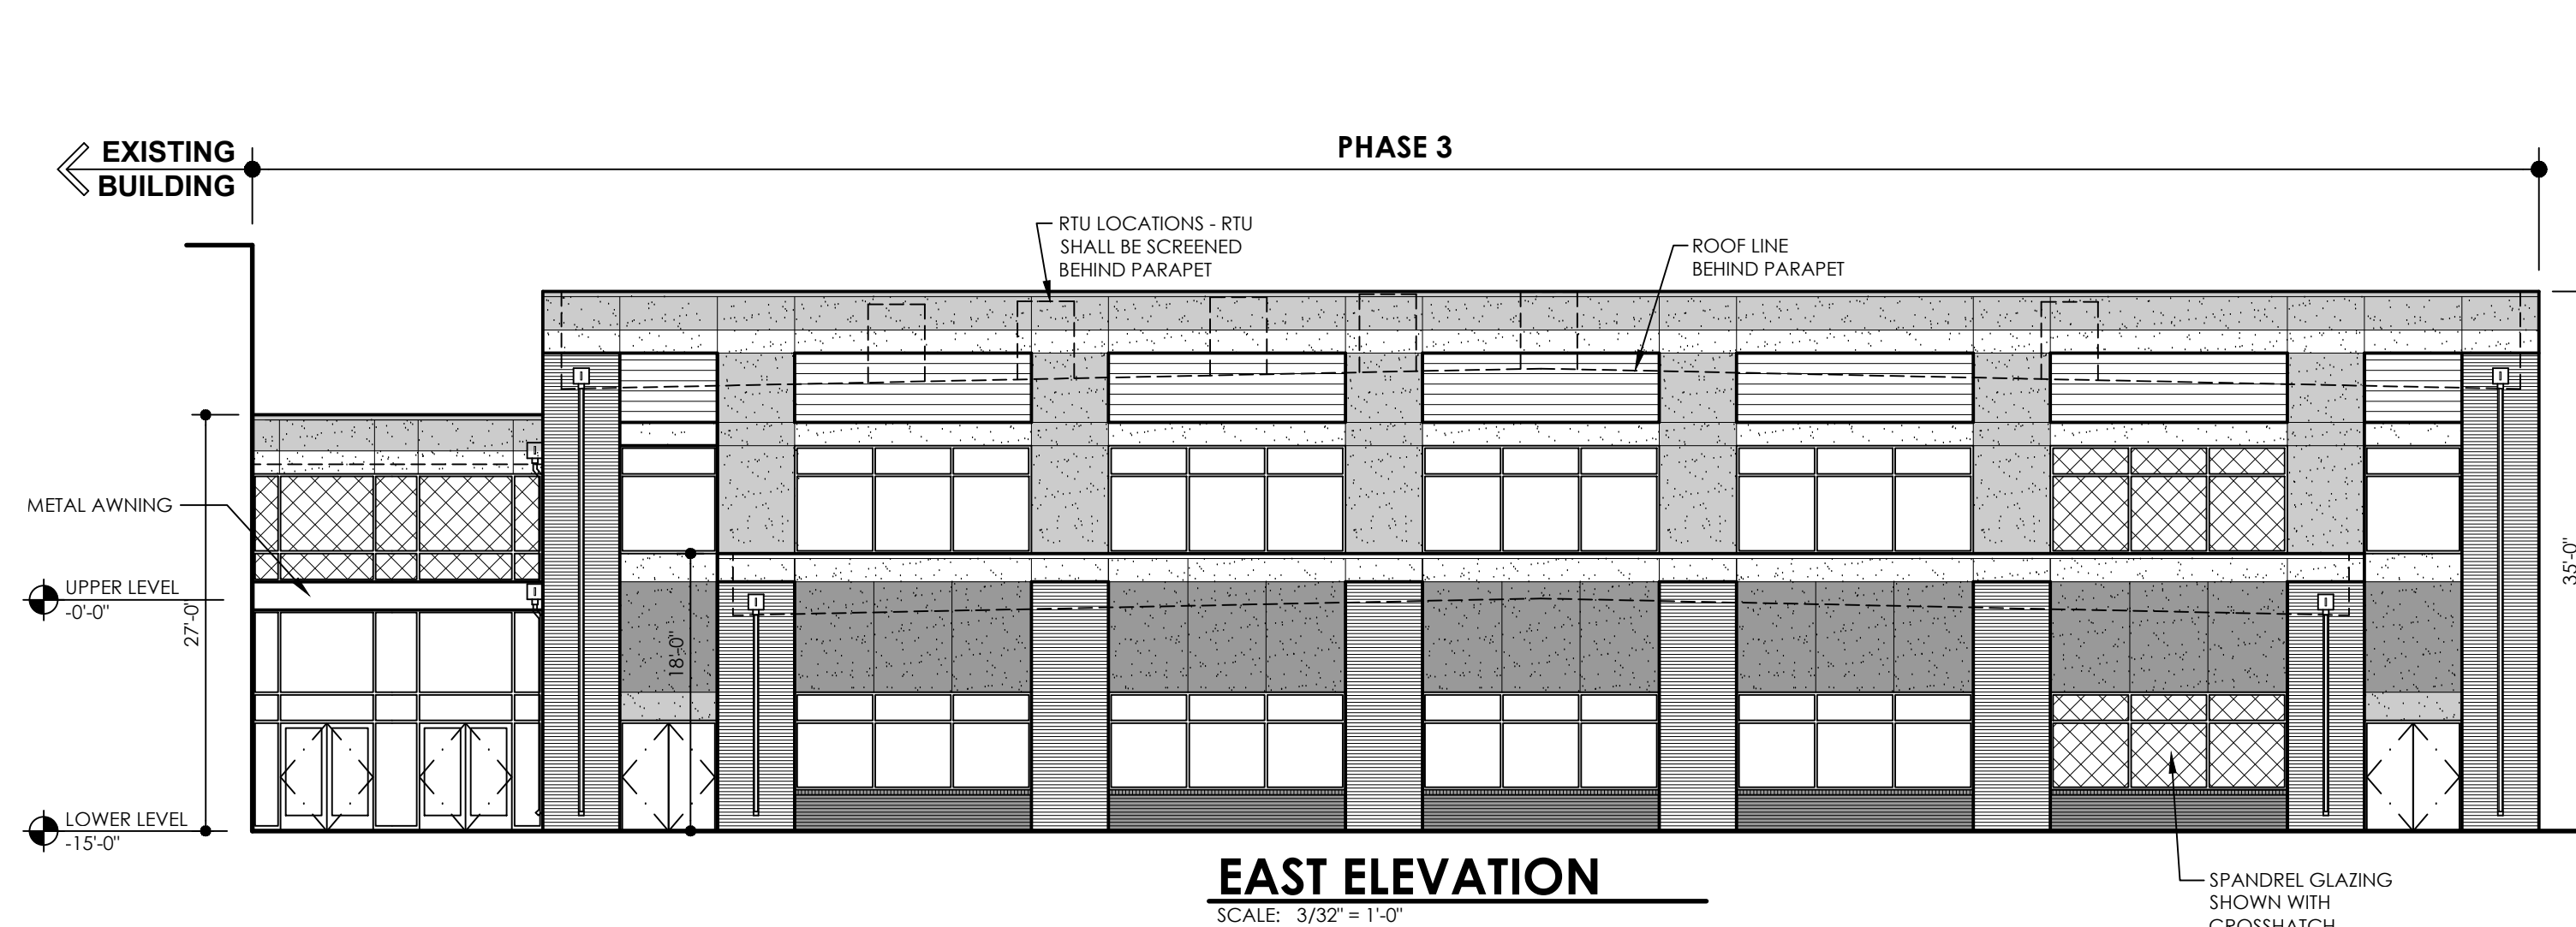 EXISTING
BUILDING
PHASE 3
RTU LOCATIONS - RTU
SHALL BE SCREENED
BEHIND PARAPET
ROOF LINE
BEHIND PARAPET
METAL AWNING
UPPER LEVEL
-0'-0"
27'-0"
18'-0"
35'-0"
LOWER LEVEL
-15'-0"
EAST ELEVATION
SCALE: 3/32" = 1'-0"
SPANDREL GLAZING
SHOWN WITH
CROSSHATCH